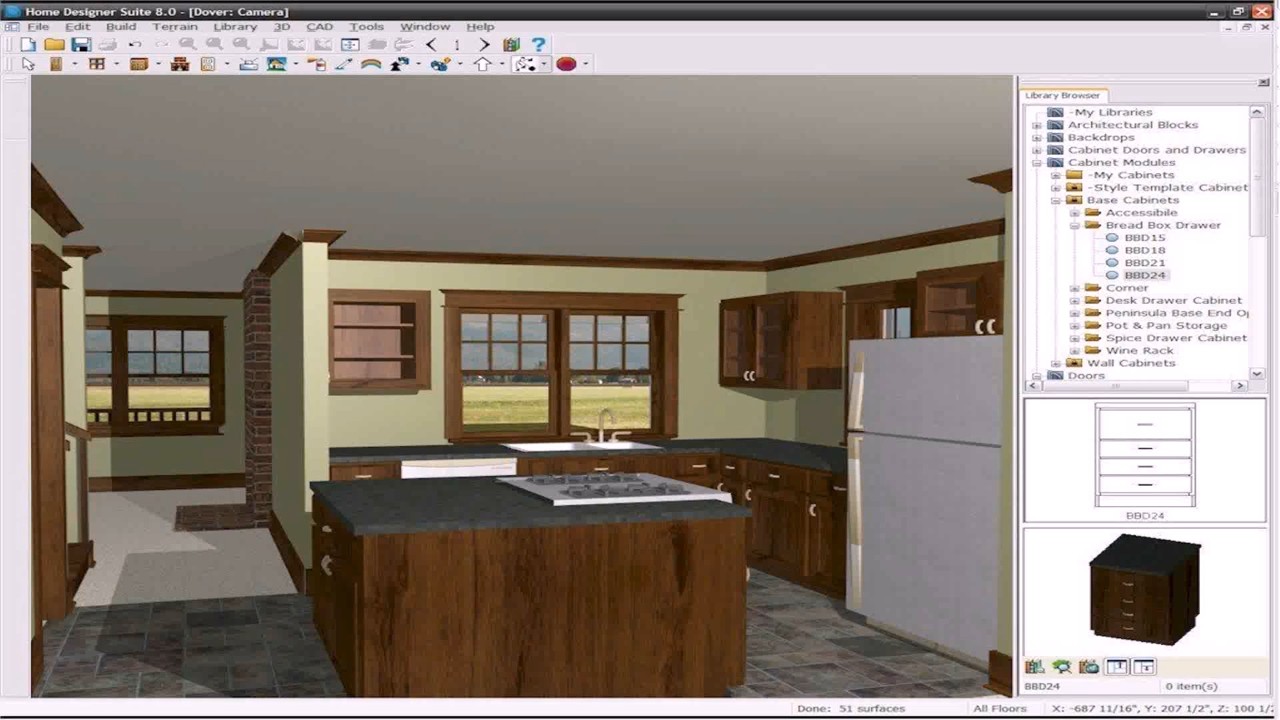 Home Designer Suite 8.0 - [Dover: Camera]
File Edit Build Terrain Library 3D CAD Tools Window Help
1
Library Browser
-My Libraries
Architectural Blocks
Backdrops
Cabinet Doors and Drawers
Cabinet Modules
-My Cabinets
-Style Template Cabinet
Base Cabinets
Accessibile
Bread Box Drawer
BBD15
BBD18
BBD21
BBD24
Corner
Desk Drawer Cabinet
Peninsula Base End Op
Pot & Pan Storage
Spice Drawer Cabinet
Wine Rack
Wall Cabinets
Doors
BBD24
BBD24 0 item(s)
Done: 51 surfaces All Floors X: -687 11/16", Y: 207 1/2", Z: 100 1/2